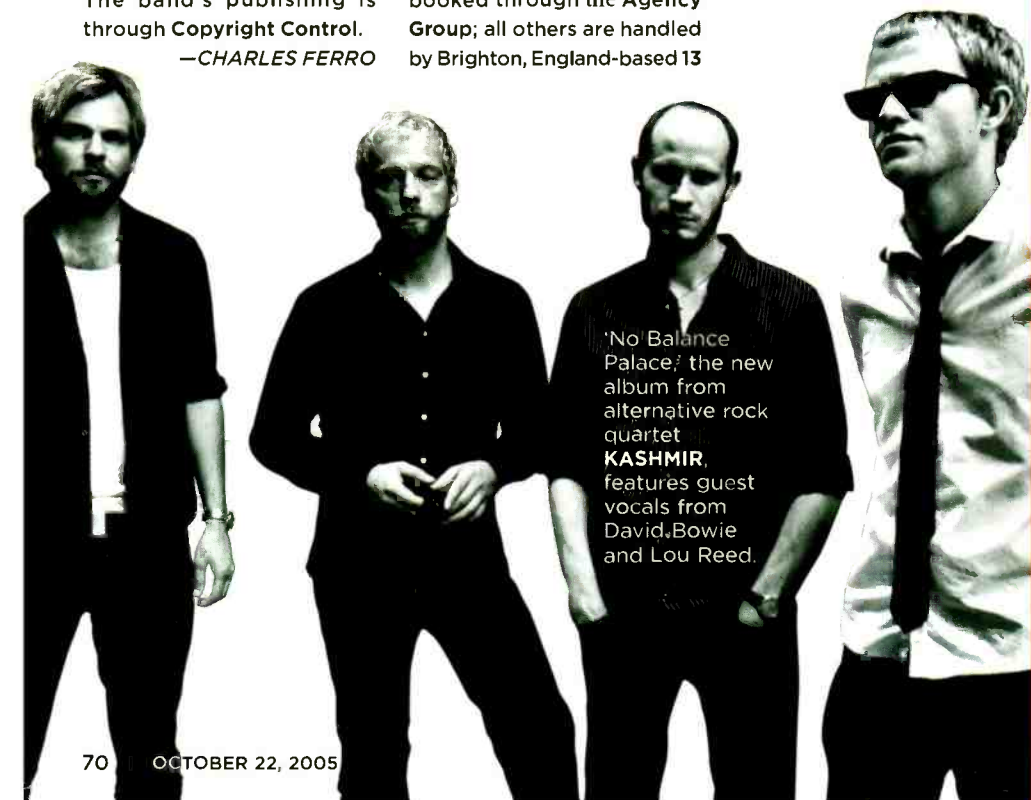 The band's publishing is
through Copyright Control.
—CHARLES FERRO
booked through the Agency
Group; all others are handled
by Brighton, England-based 13
'No Balance
Palace,' the new
album from
alternative rock
quartet
KASHMIR,
features guest
vocals from
David Bowie
and Lou Reed.
70 OCTOBER 22, 2005